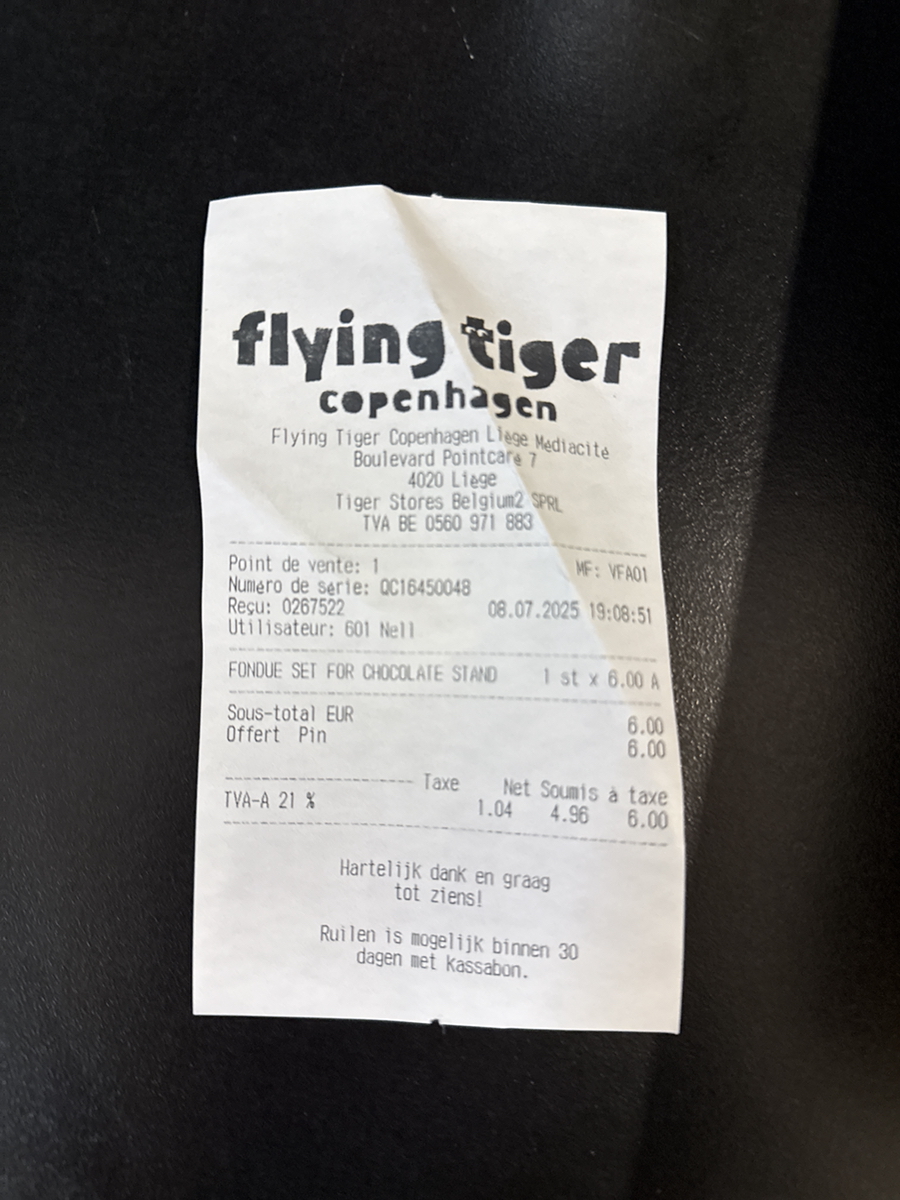 flying tiger
copenhagen
Flying Tiger Copenhagen Liège Médiacité
Boulevard Pointcaré 7
4020 Liège
Tiger Stores Belgium2 SPRL
TVA BE 0560 971 883
Point de vente: 1 MF: VFA01
Numéro de série: QC16450048
Reçu: 0267522 08.07.2025 19:08:51
Utilisateur: 601 Nell
FONDUE SET FOR CHOCOLATE STAND 1 st x 6.00 A
Sous-total EUR 6.00
Offert Pin 6.00
Taxe Net Soumis à taxe
TVA-A 21 % 1.04 4.96 6.00
Hartelijk dank en graag
tot ziens!
Ruilen is mogelijk binnen 30
dagen met kassabon.